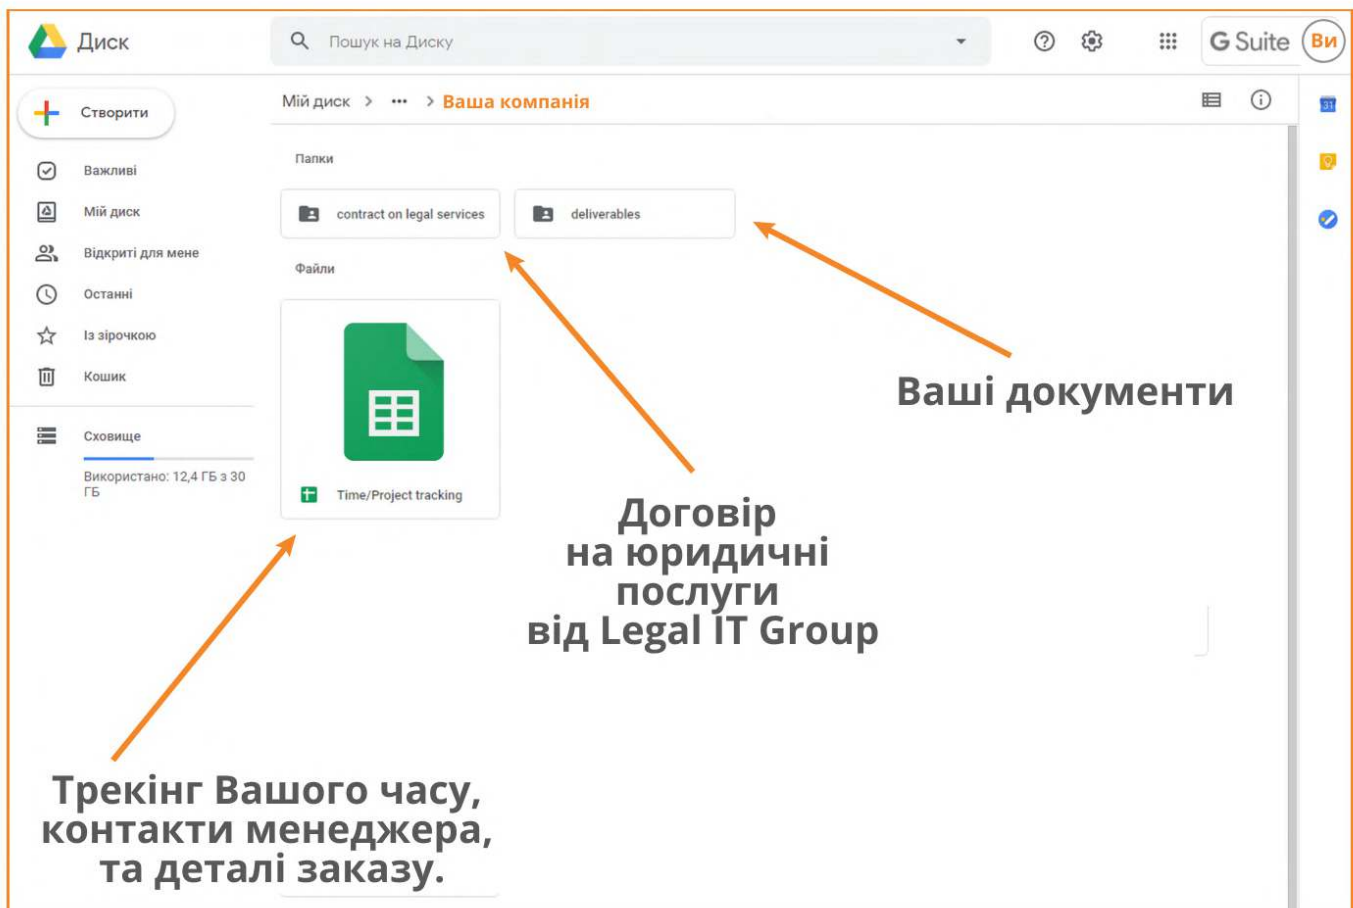 Диск
Пошук на Диску
G Suite
Ви
Створити
Мій диск > ••• > Ваша компанія
31
Важливі
Папки
Мій диск
contract on legal services
deliverables
Відкриті для мене
Файли
Останні
Із зірочкою
Кошик
Ваші документи
Сховище
Використано: 12,4 ГБ з 30
ГБ
Time/Project tracking
Договір
на юридичні
послуги
від Legal IT Group
Трекінг Вашого часу,
контакти менеджера,
та деталі заказу.